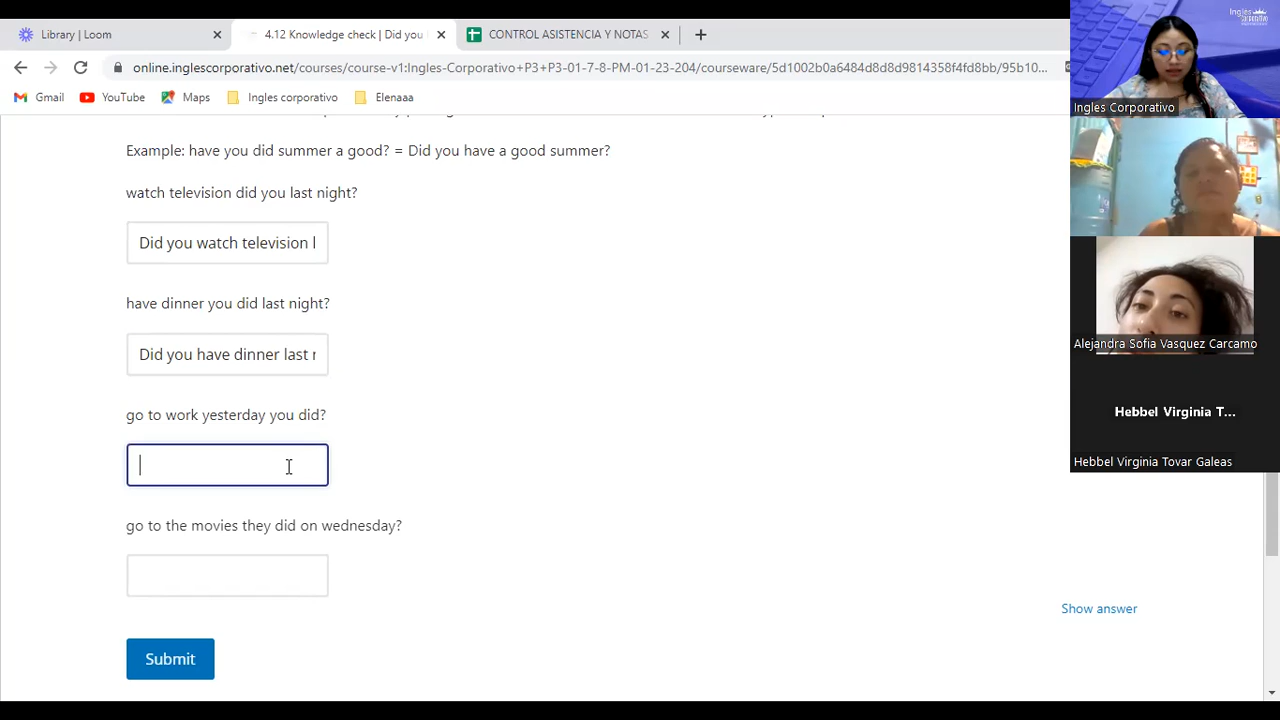 Library | Loom
4.12 Knowledge check | Did you
CONTROL ASISTENCIA Y NOTAS
online.inglescorporativo.net/courses/course-v1:Ingles-Corporativo+P3+P3-01-7-8-PM-01-23-204/courseware/5d1002b0a6484d8d8d9814358f4fd8bb/95b10...
Gmail
YouTube
Maps
Ingles corporativo
Elenaaa
Example: have you did summer a good? = Did you have a good summer?
watch television did you last night?
Did you watch television l
have dinner you did last night?
Did you have dinner last
go to work yesterday you did?
go to the movies they did on wednesday?
Show answer
Submit
Ingles Corporativo
Ingles Corporativo
Alejandra Sofia Vasquez Carcamo
Hebbel Virginia T...
Hebbel Virginia Tovar Galeas